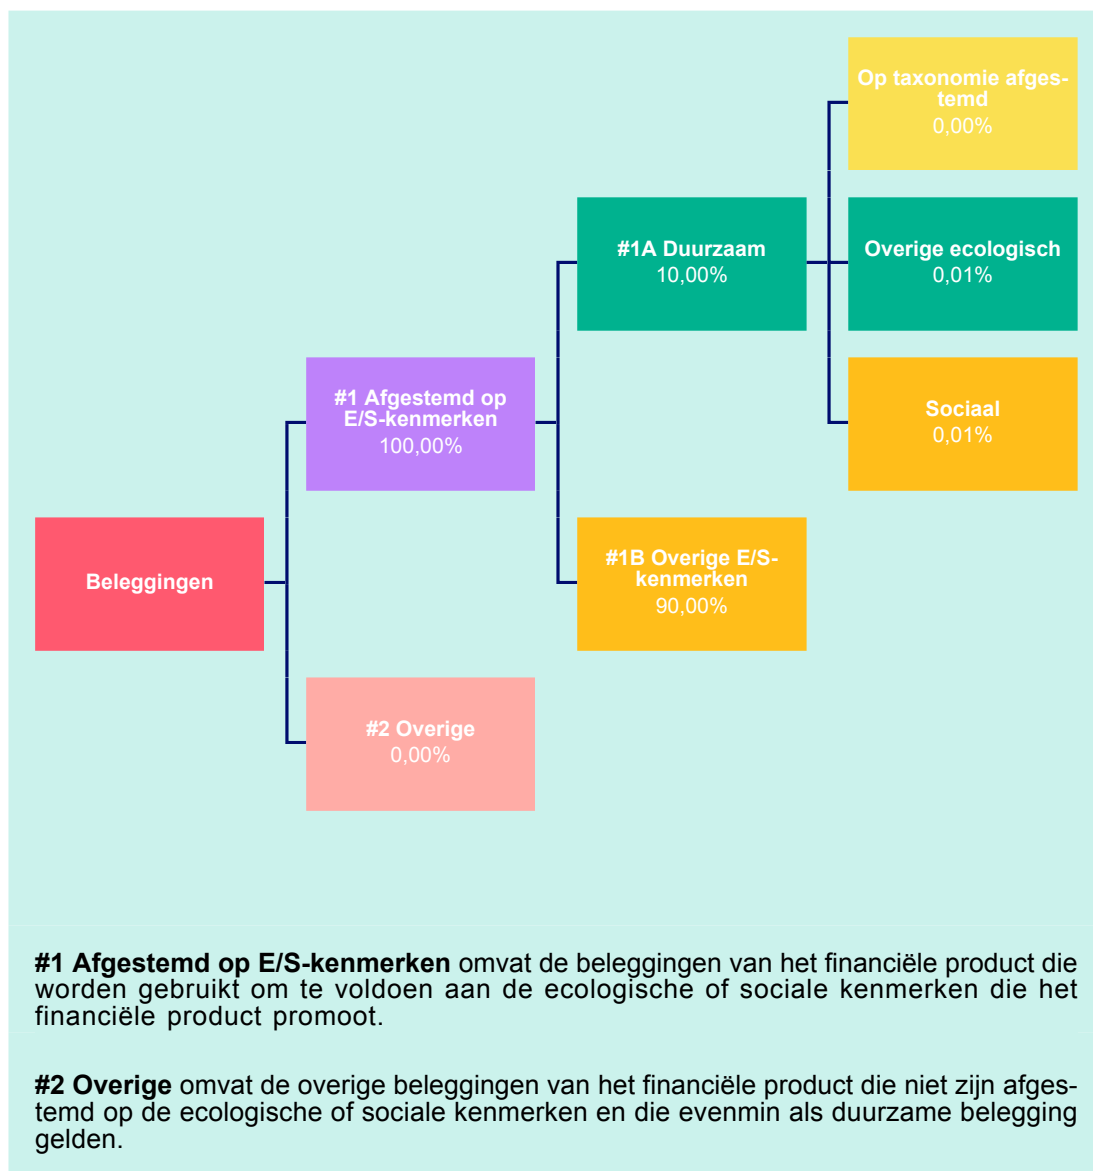 Op taxonomie afges-
temd
0,00%
#1A Duurzaam
10,00%
Overige ecologisch
0,01%
#1 Afgestemd op
E/S-kenmerken
100,00%
Sociaal
0,01%
Beleggingen
#1B Overige E/S-
kenmerken
90,00%
#2 Overige
0,00%
#1 Afgestemd op E/S-kenmerken omvat de beleggingen van het financiële product die
worden gebruikt om te voldoen aan de ecologische of sociale kenmerken die het
financiële product promoot.
#2 Overige omvat de overige beleggingen van het financiële product die niet zijn afges-
temd op de ecologische of sociale kenmerken en die evenmin als duurzame belegging
gelden.